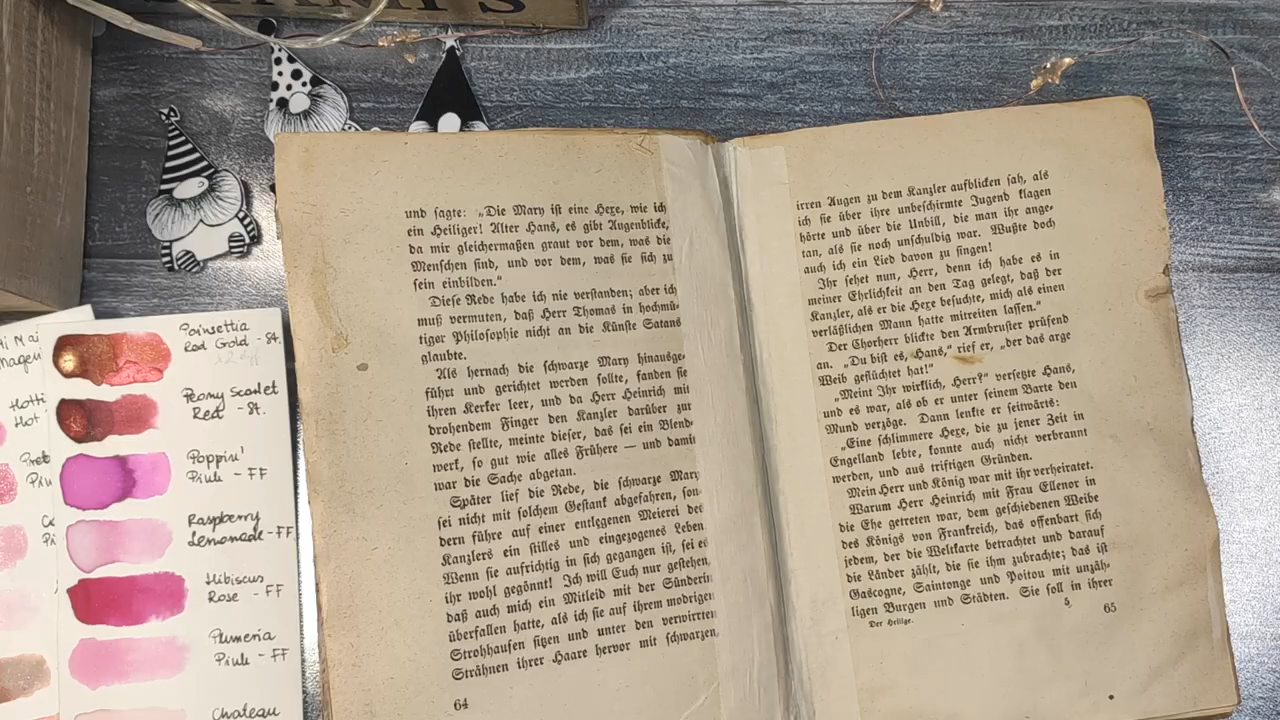 und sagte: „Die Mary ist eine Hexe, wie ich
ein Heiliger! Alter Hans, es gibt Augenblicke,
da mir gleichermaßen graut vor dem, was die
Menschen sind, und vor dem, was sie sich zu
sein einbilden.“
Diese Rede habe ich nie verstanden; aber ich
muß vermuten, daß Herr Thomas in hochmü-
tiger Philosophie nicht an die Künste Satans
glaubte.
Als hernach die schwarze Mary hinausge-
führt und gerichtet werden sollte, fanden sie
ihren Kerker leer, und da Herr Heinrich mit
drohendem Finger den Kanzler darüber zur
Rede stellte, meinte dieser, das sei ein Blend-
werk, so gut wie alles Frühere — und damit
war die Sache abgetan.
Später lief die Rede, die schwarze Mary
sei nicht mit solchem Gestank abgefahren, son-
dern führe auf einer entlegenen Meierei des
Kanzlers ein stilles und eingezogenes Leben.
Wenn sie aufrichtig in sich gegangen ist, sei es
ihr wohl gegönnt! Ich will Euch nur gestehen,
daß auch mich ein Mitleid mit der Sünderin
überfallen hatte, als ich sie auf ihrem modrigen
Strohhaufen sitzen und unter den verwirrten
Strähnen ihrer Haare hervor mit schwarzen,
64
irren Augen zu dem Kanzler aufblicken sah, als
ich sie über ihre unbeschirmte Jugend klagen
hörte und über die Unbill, die man ihr ange-
tan, als sie noch unschuldig war. Wußte doch
auch ich ein Lied davon zu singen!
Ihr sehet nun, Herr, denn ich habe es in
meiner Ehrlichkeit an den Tag gelegt, daß der
Kanzler, als er die Hexe besuchte, mich als einen
verläßlichen Mann hatte mitreiten lassen.“
Der Chorherr blickte den Armbruster prüfend
an. „Du bist es, Hans,“ rief er, „der das arge
Weib geflüchtet hat!“
„Meint Ihr wirklich, Herr?“ versetzte Hans,
und es war, als ob er unter seinem Barte den
Mund verzöge. Dann lenkte er seitwärts:
„Eine schlimmere Hexe, die zu jener Zeit in
Engelland lebte, konnte auch nicht verbrannt
werden, und aus triftigen Gründen.
Mein Herr und König war mit ihr verheiratet.
Warum Herr Heinrich mit Frau Ellenor in
die Ehe getreten war, dem geschiedenen Weibe
des Königs von Frankreich, das offenbart sich
jedem, der die Weltkarte betrachtet und darauf
die Länder zählt, die sie ihm zubrachte; das ist
Gascogne, Saintonge und Poitou mit unzäh-
ligen Burgen und Städten. Sie soll in ihrer
Der Heilige.
5
65
Poinsettia
Red Gold - St.
Peony Scarlet
Red - St.
Poppin'
Pink - FF
Raspberry
Lemonade - FF
Hibiscus
Rose - FF
Plumeria
Pink - FF
Chateau